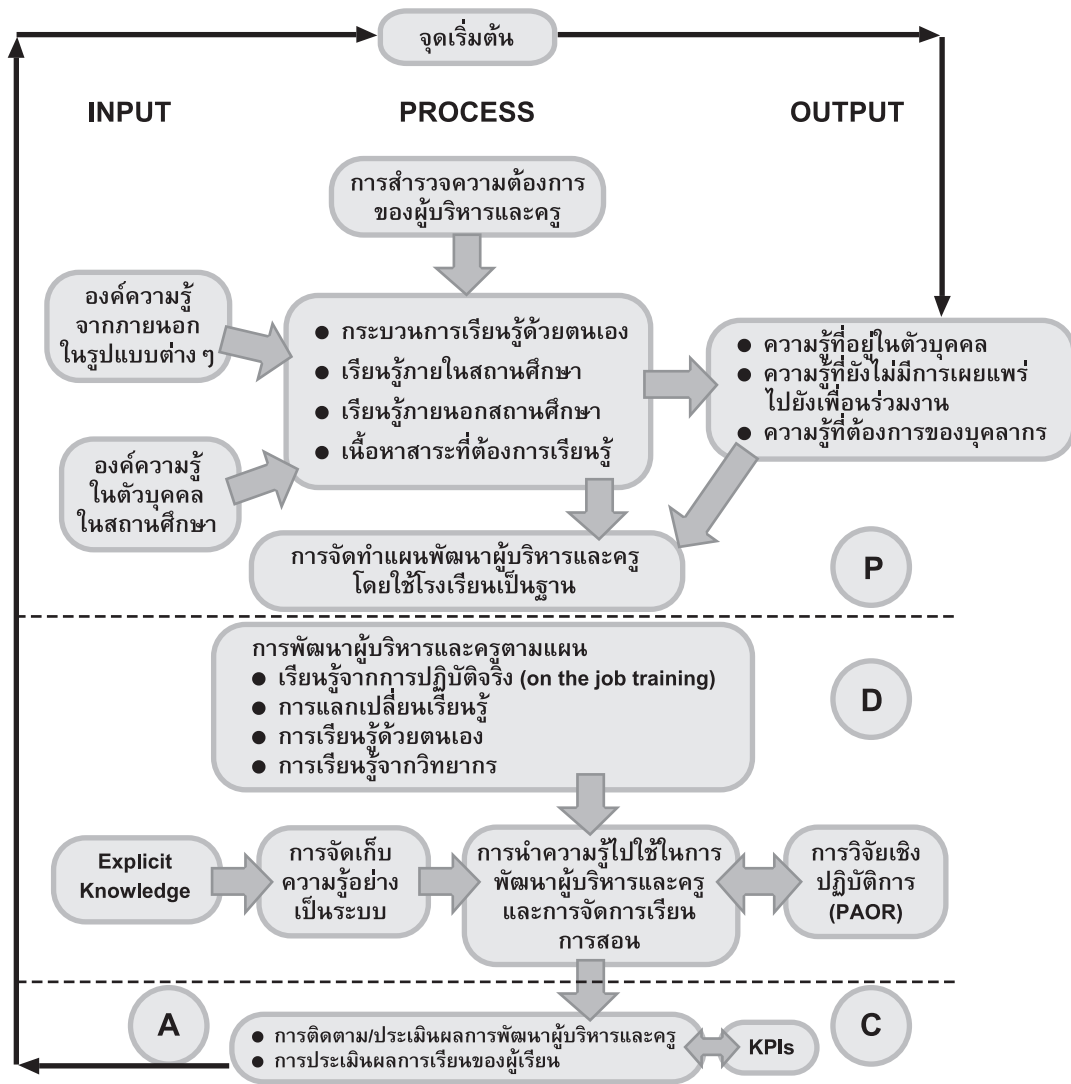 จุดเริ่มต้น
INPUT
PROCESS
OUTPUT
การสำรวจความต้องการ
ของผู้บริหารและครู
องค์ความรู้
จากภายนอก
ในรูปแบบต่าง ๆ
● กระบวนการเรียนรู้ด้วยตนเอง
● เรียนรู้ภายในสถานศึกษา
● เรียนรู้ภายนอกสถานศึกษา
● เนื้อหาสาระที่ต้องการเรียนรู้
● ความรู้ที่อยู่ในตัวบุคคล
● ความรู้ที่ยังไม่มีการเผยแพร่
ไปยังเพื่อนร่วมงาน
● ความรู้ที่ต้องการของบุคลากร
องค์ความรู้
ในตัวบุคคล
ในสถานศึกษา
การจัดทำแผนพัฒนาผู้บริหารและครู
โดยใช้โรงเรียนเป็นฐาน
P
การพัฒนาผู้บริหารและครูตามแผน
● เรียนรู้จากการปฏิบัติจริง (on the job training)
● การแลกเปลี่ยนเรียนรู้
● การเรียนรู้ด้วยตนเอง
● การเรียนรู้จากวิทยากร
D
Explicit
Knowledge
การจัดเก็บ
ความรู้อย่าง
เป็นระบบ
การนำความรู้ไปใช้ในการ
พัฒนาผู้บริหารและครู
และการจัดการเรียน
การสอน
การวิจัยเชิง
ปฏิบัติการ
(PAOR)
A
● การติดตาม/ประเมินผลการพัฒนาผู้บริหารและครู
● การประเมินผลการเรียนของผู้เรียน
KPIs
C